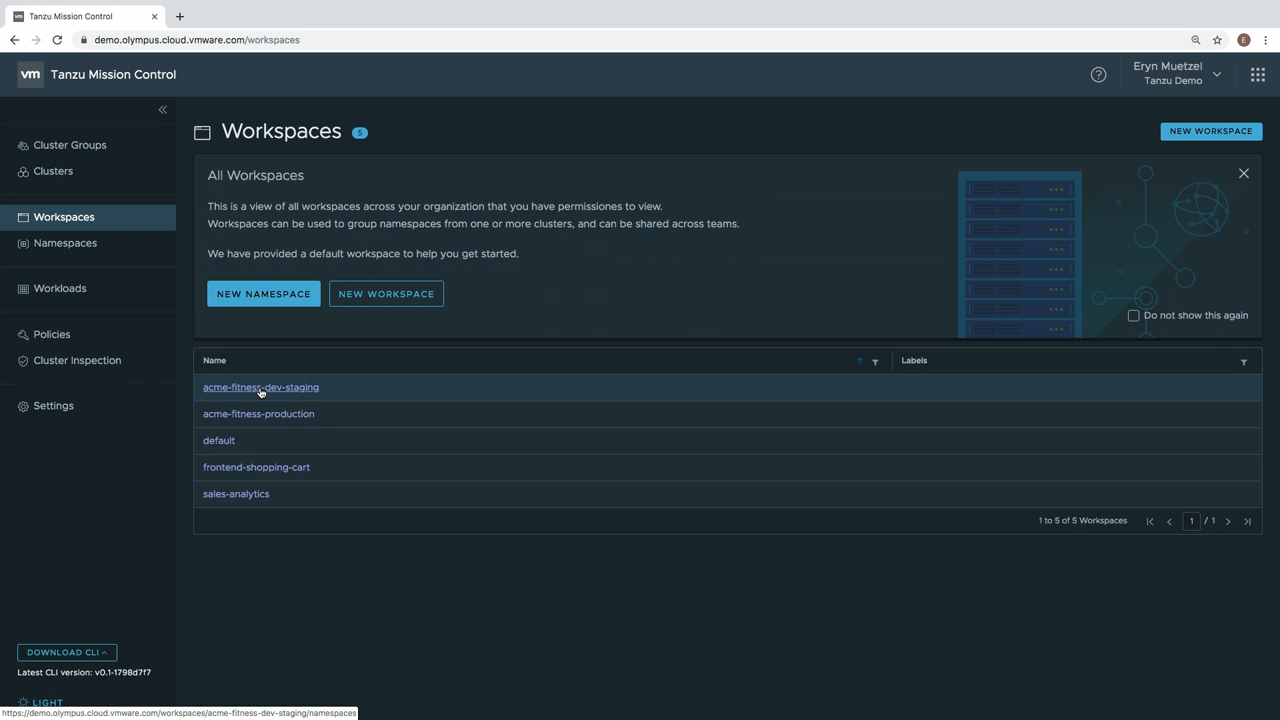 vm Tanzu Mission Control
demo.olympus.cloud.vmware.com/workspaces
E
vm Tanzu Mission Control
Eryn Muetzel
Tanzu Demo
Cluster Groups
Clusters
Workspaces
Namespaces
Workloads
Policies
Cluster Inspection
Settings
DOWNLOAD CLI
Latest CLI version: v0.1-1798d7f7
LIGHT
Workspaces 5
NEW WORKSPACE
All Workspaces
This is a view of all workspaces across your organization that you have permissiones to view.
Workspaces can be used to group namespaces from one or more clusters, and can be shared across teams.
We have provided a default workspace to help you get started.
NEW NAMESPACE
NEW WORKSPACE
Do not show this again
Name
Labels
acme-fitness-dev-staging
acme-fitness-production
default
frontend-shopping-cart
sales-analytics
1 to 5 of 5 Workspaces
1 / 1
https://demo.olympus.cloud.vmware.com/workspaces/acme-fitness-dev-staging/namespaces